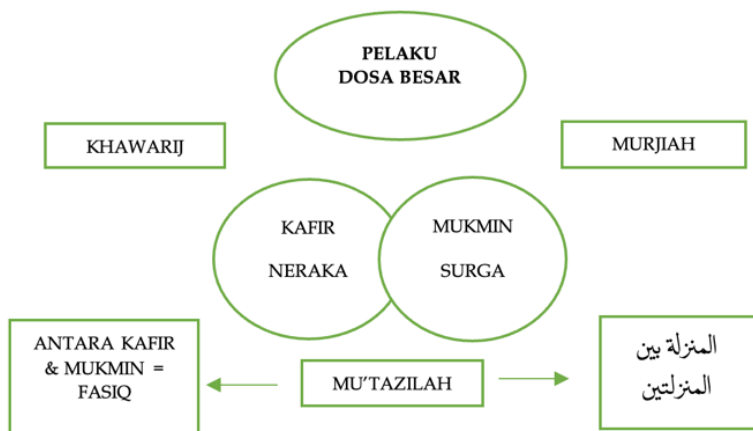 PELAKU
DOSA BESAR
KHAWARIJ
MURJIAH
KAFIR
NERAKA
MUKMIN
SURGA
ANTARA KAFIR
& MUKMIN =
FASIQ
MU'TAZILAH
المنزلة بين
المنزلتين